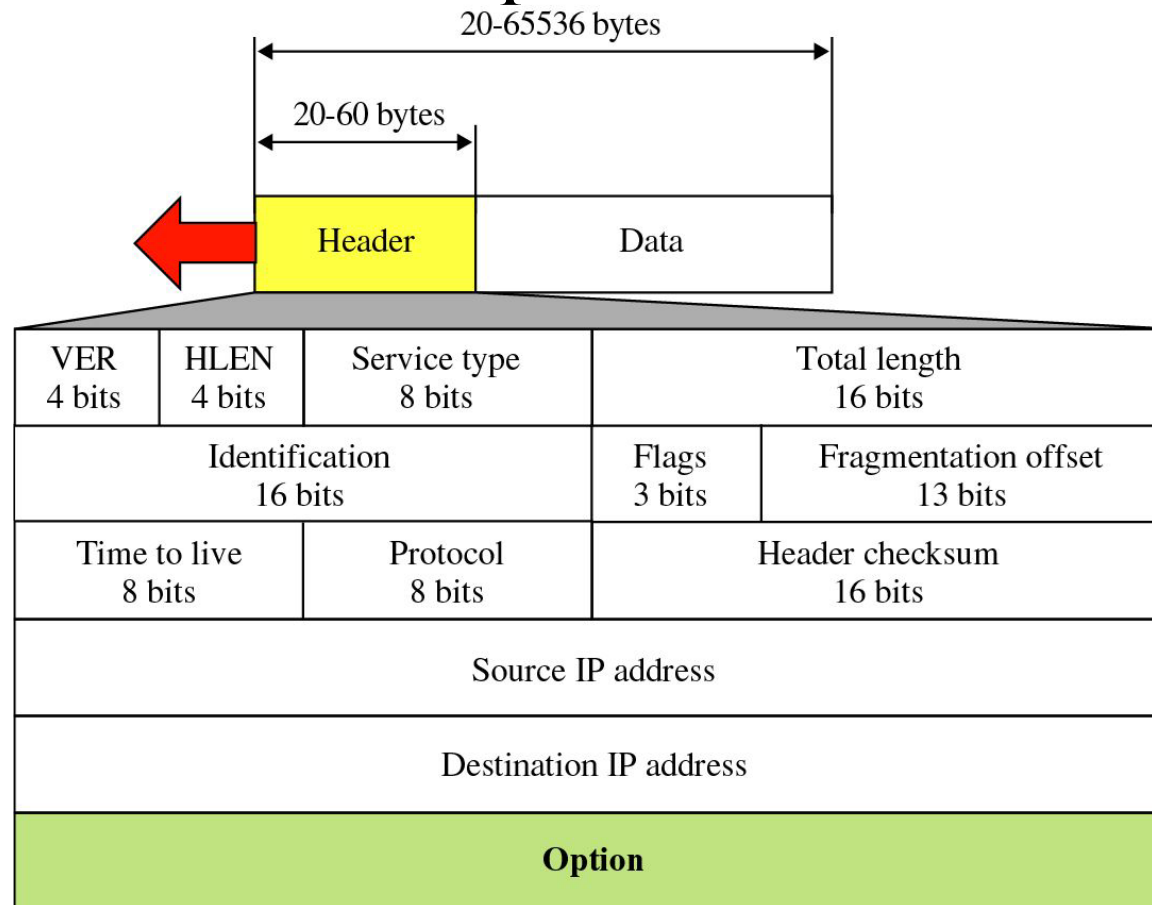 20-65536 bytes
20-60 bytes
Header
Data
VER
4 bits
HLEN
4 bits
Service type
8 bits
Total length
16 bits
Identification
16 bits
Flags
3 bits
Fragmentation offset
13 bits
Time to live
8 bits
Protocol
8 bits
Header checksum
16 bits
Source IP address
Destination IP address
Option